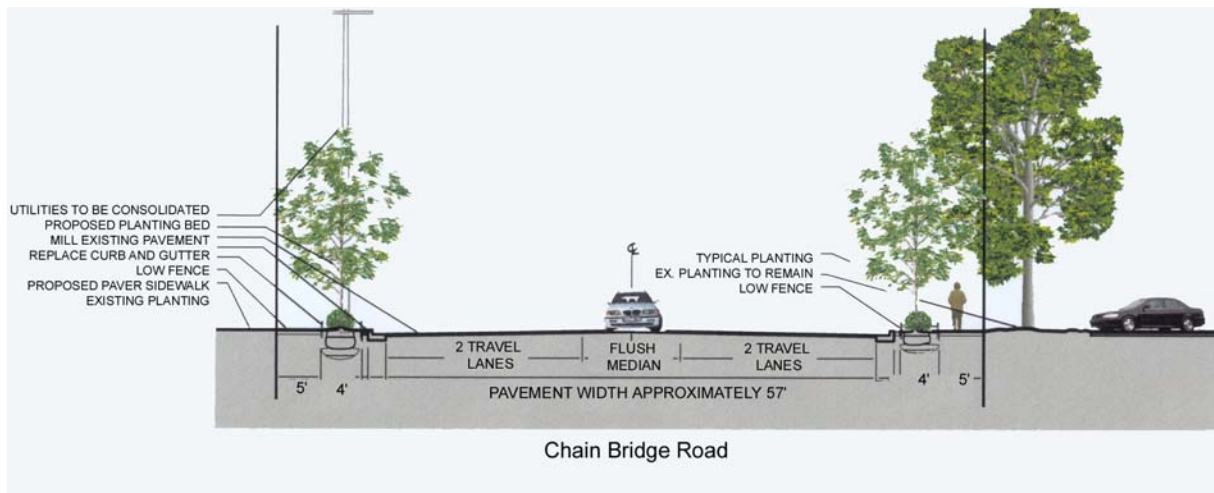 UTILITIES TO BE CONSOLIDATED
PROPOSED PLANTING BED
MILL EXISTING PAVEMENT
REPLACE CURB AND GUTTER
LOW FENCE
PROPOSED PAVER SIDEWALK
EXISTING PLANTING
℄
TYPICAL PLANTING
EX. PLANTING TO REMAIN
LOW FENCE
2 TRAVEL
LANES
FLUSH
MEDIAN
2 TRAVEL
LANES
5'
4'
PAVEMENT WIDTH APPROXIMATELY 57'
4'
5'
Chain Bridge Road